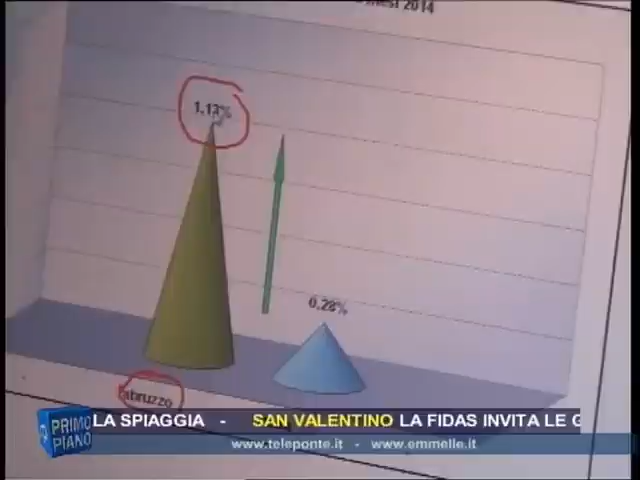 2014
1,13%
0,28%
abruzzo
PRIMO
PIANO
LA SPIAGGIA - SAN VALENTINO LA FIDAS INVITA LE G
www.teleponte.it - www.emmelle.it